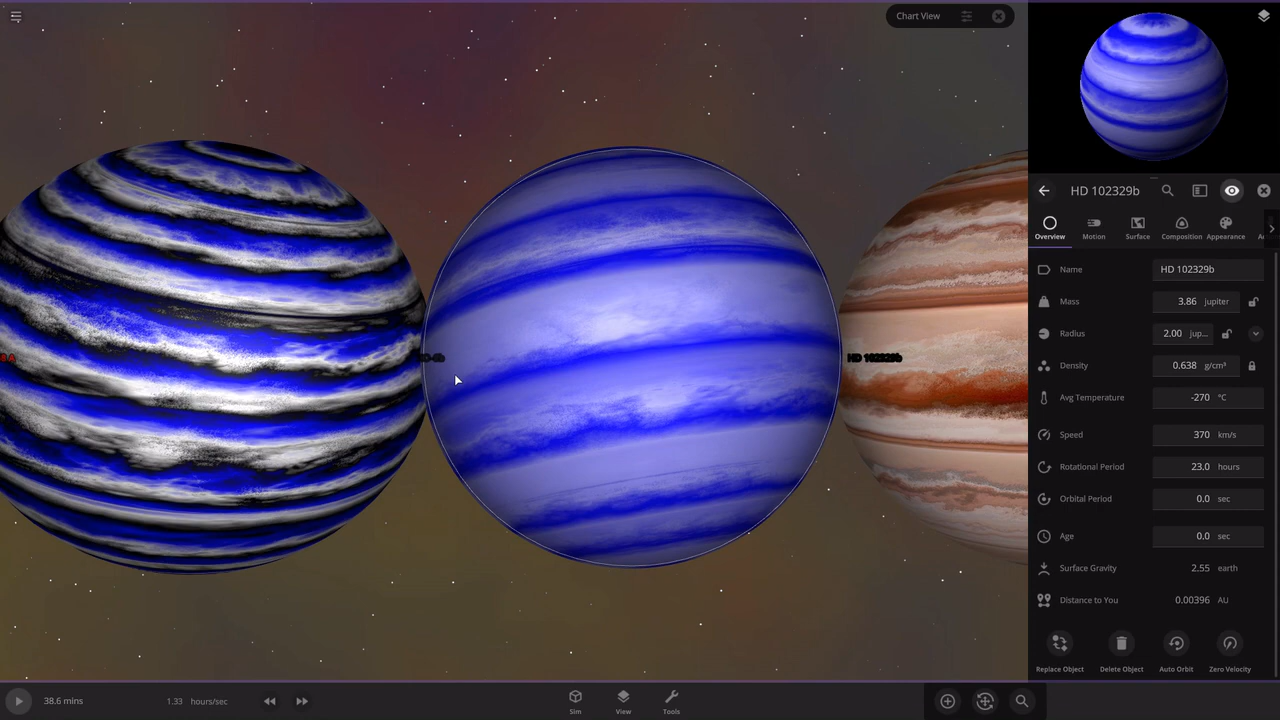 Chart View
HD 102329b
HD 102329b
Overview
Motion
Surface
Composition
Appearance
Name
HD 102329b
Mass
3.86 jupiter
Radius
2.00 jup...
Density
0.638 g/cm³
Avg Temperature
-270 °C
Speed
370 km/s
Rotational Period
23.0 hours
Orbital Period
0.0 sec
Age
0.0 sec
Surface Gravity
2.55 earth
Distance to You
0.00396 AU
Replace Object
Delete Object
Auto Orbit
Zero Velocity
38.6 mins
1.33 hours/sec
Sim
View
Tools